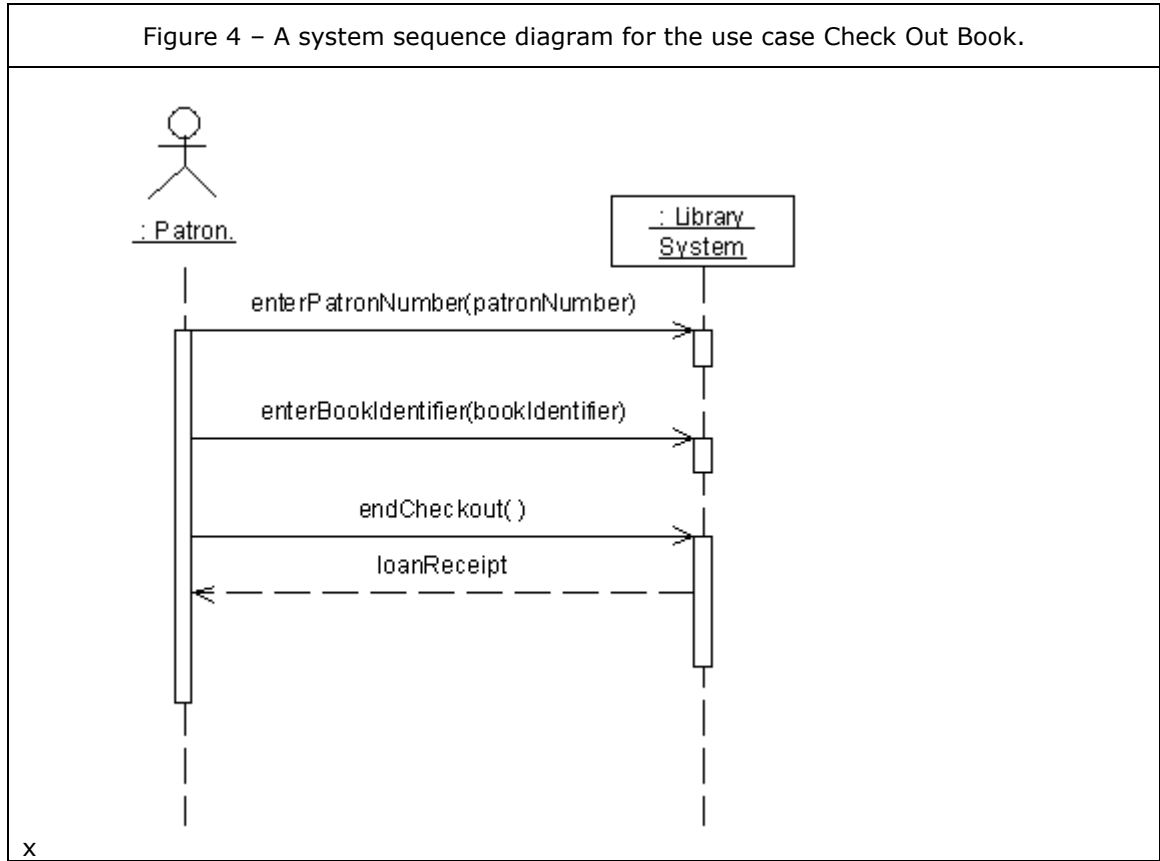 Figure 4 – A system sequence diagram for the use case Check Out Book.
: Patron.
: Library
System
enterPatronNumber(patronNumber)
enterBookIdentifier(bookIdentifier)
endCheckout( )
loanReceipt
x